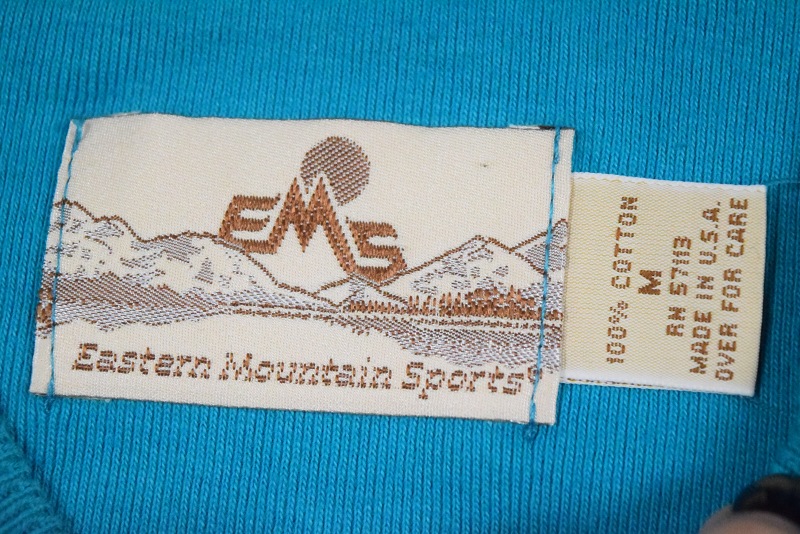 EMS
Eastern Mountain Sports®
100% COTTON
M
RN 57113
MADE IN U.S.A.
OVER FOR CARE